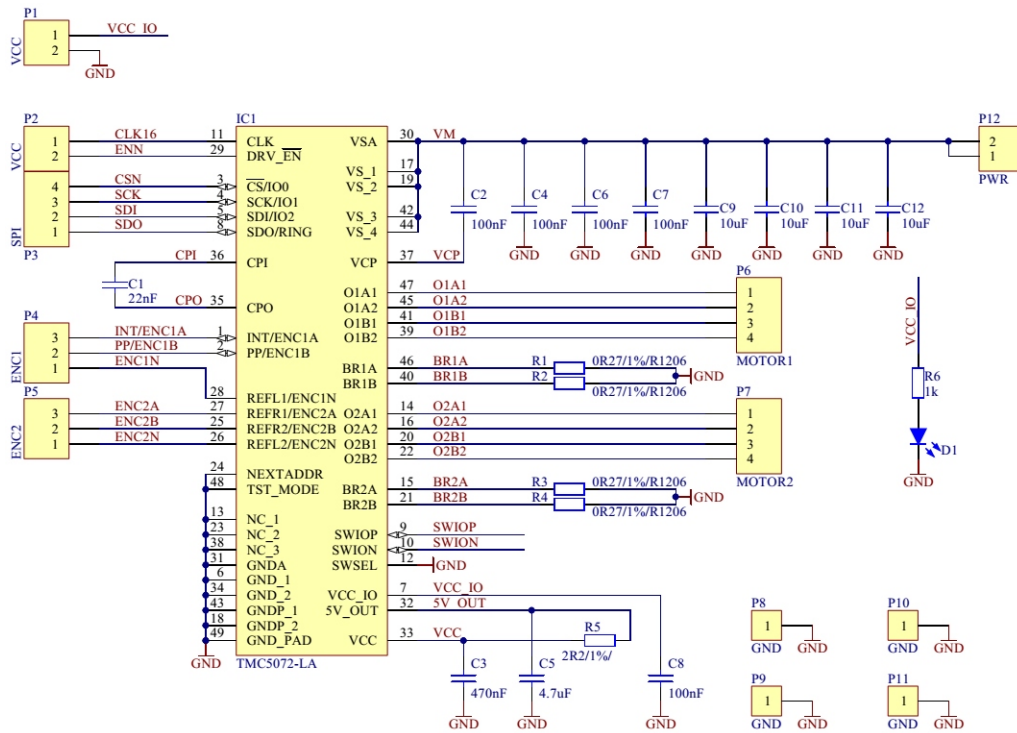 P1
VCC
1 VCC_IO
2
GND
P2
VCC
1 CLK16 11 CLK
2 ENN 29 DRV_EN
P3
SPI
4 CSN 3 CS/IO0
3 SCK 4 SCK/IO1
2 SDI 5 SDI/IO2
1 SDO 8 SDO/RING
CPI 36 CPI
C1
22nF
CPO 35 CPO
P4
ENC1
3 INT/ENC1A 1 INT/ENC1A
2 PP/ENC1B 2 PP/ENC1B
1 ENC1N 28 REFL1/ENC1N
P5
ENC2
3 ENC2A 27 REFR1/ENC2A
2 ENC2B 25 REFR2/ENC2B
1 ENC2N 26 REFL2/ENC2N
24 NEXTADDR
48 TST_MODE
13 NC_1
23 NC_2
38 NC_3
31 GNDA
6 GND_1
34 GND_2
43 GNDP_1
18 GNDP_2
49 GND_PAD
GND
IC1
TMC5072-LA
VSA 30 VM
VS_1 17
VS_2 19
VS_3 42
VS_4 44
VCP 37 VCP
O1A1 47 O1A1
O1A2 45 O1A2
O1B1 41 O1B1
O1B2 39 O1B2
BR1A 46 BR1A R1 0R27/1%/R1206
BR1B 40 BR1B R2 0R27/1%/R1206
GND
O2A1 14 O2A1
O2A2 16 O2A2
O2B1 20 O2B1
O2B2 22 O2B2
BR2A 15 BR2A R3 0R27/1%/R1206
BR2B 21 BR2B R4 0R27/1%/R1206
GND
SWIOP 9 SWIOP
SWION 10 SWION
SWSEL 12 GND
VCC_IO 7 VCC_IO
5V_OUT 32 5V_OUT
VCC 33 VCC
R5
2R2/1%/
C3
470nF
GND
C5
4.7uF
GND
C8
100nF
GND
C2
100nF
C4
100nF
GND
C6
100nF
GND
C7
100nF
GND
C9
10uF
GND
C10
10uF
GND
C11
10uF
GND
C12
10uF
GND
P12
2
1
PWR
P6
1
2
3
4
MOTOR1
P7
1
2
3
4
MOTOR2
VCC_IO
R6
1k
D1
GND
P8
1
GND GND
P10
1
GND GND
P9
1
GND GND
P11
1
GND GND